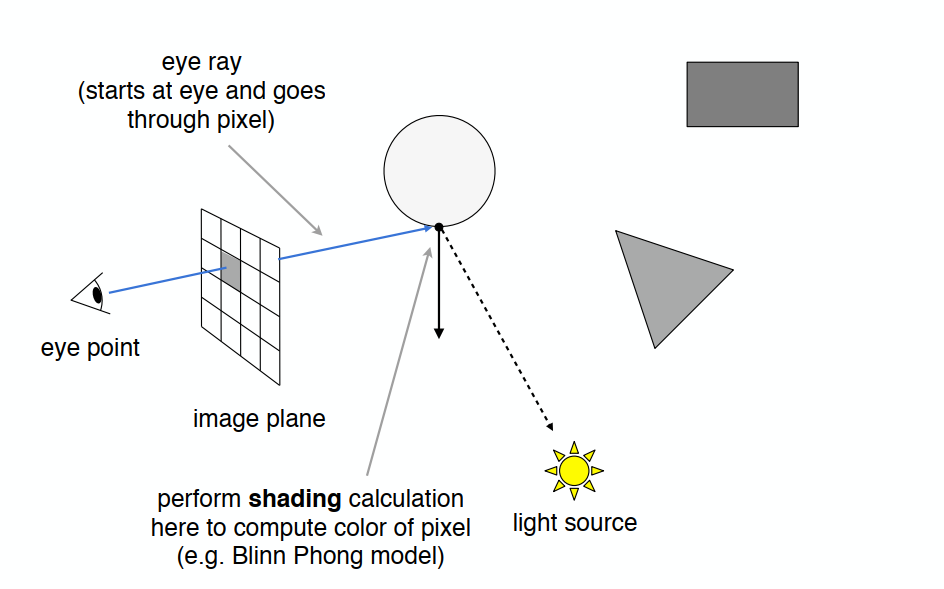 eye ray
(starts at eye and goes
through pixel)
eye point
image plane
perform shading calculation
here to compute color of pixel
(e.g. Blinn Phong model)
light source